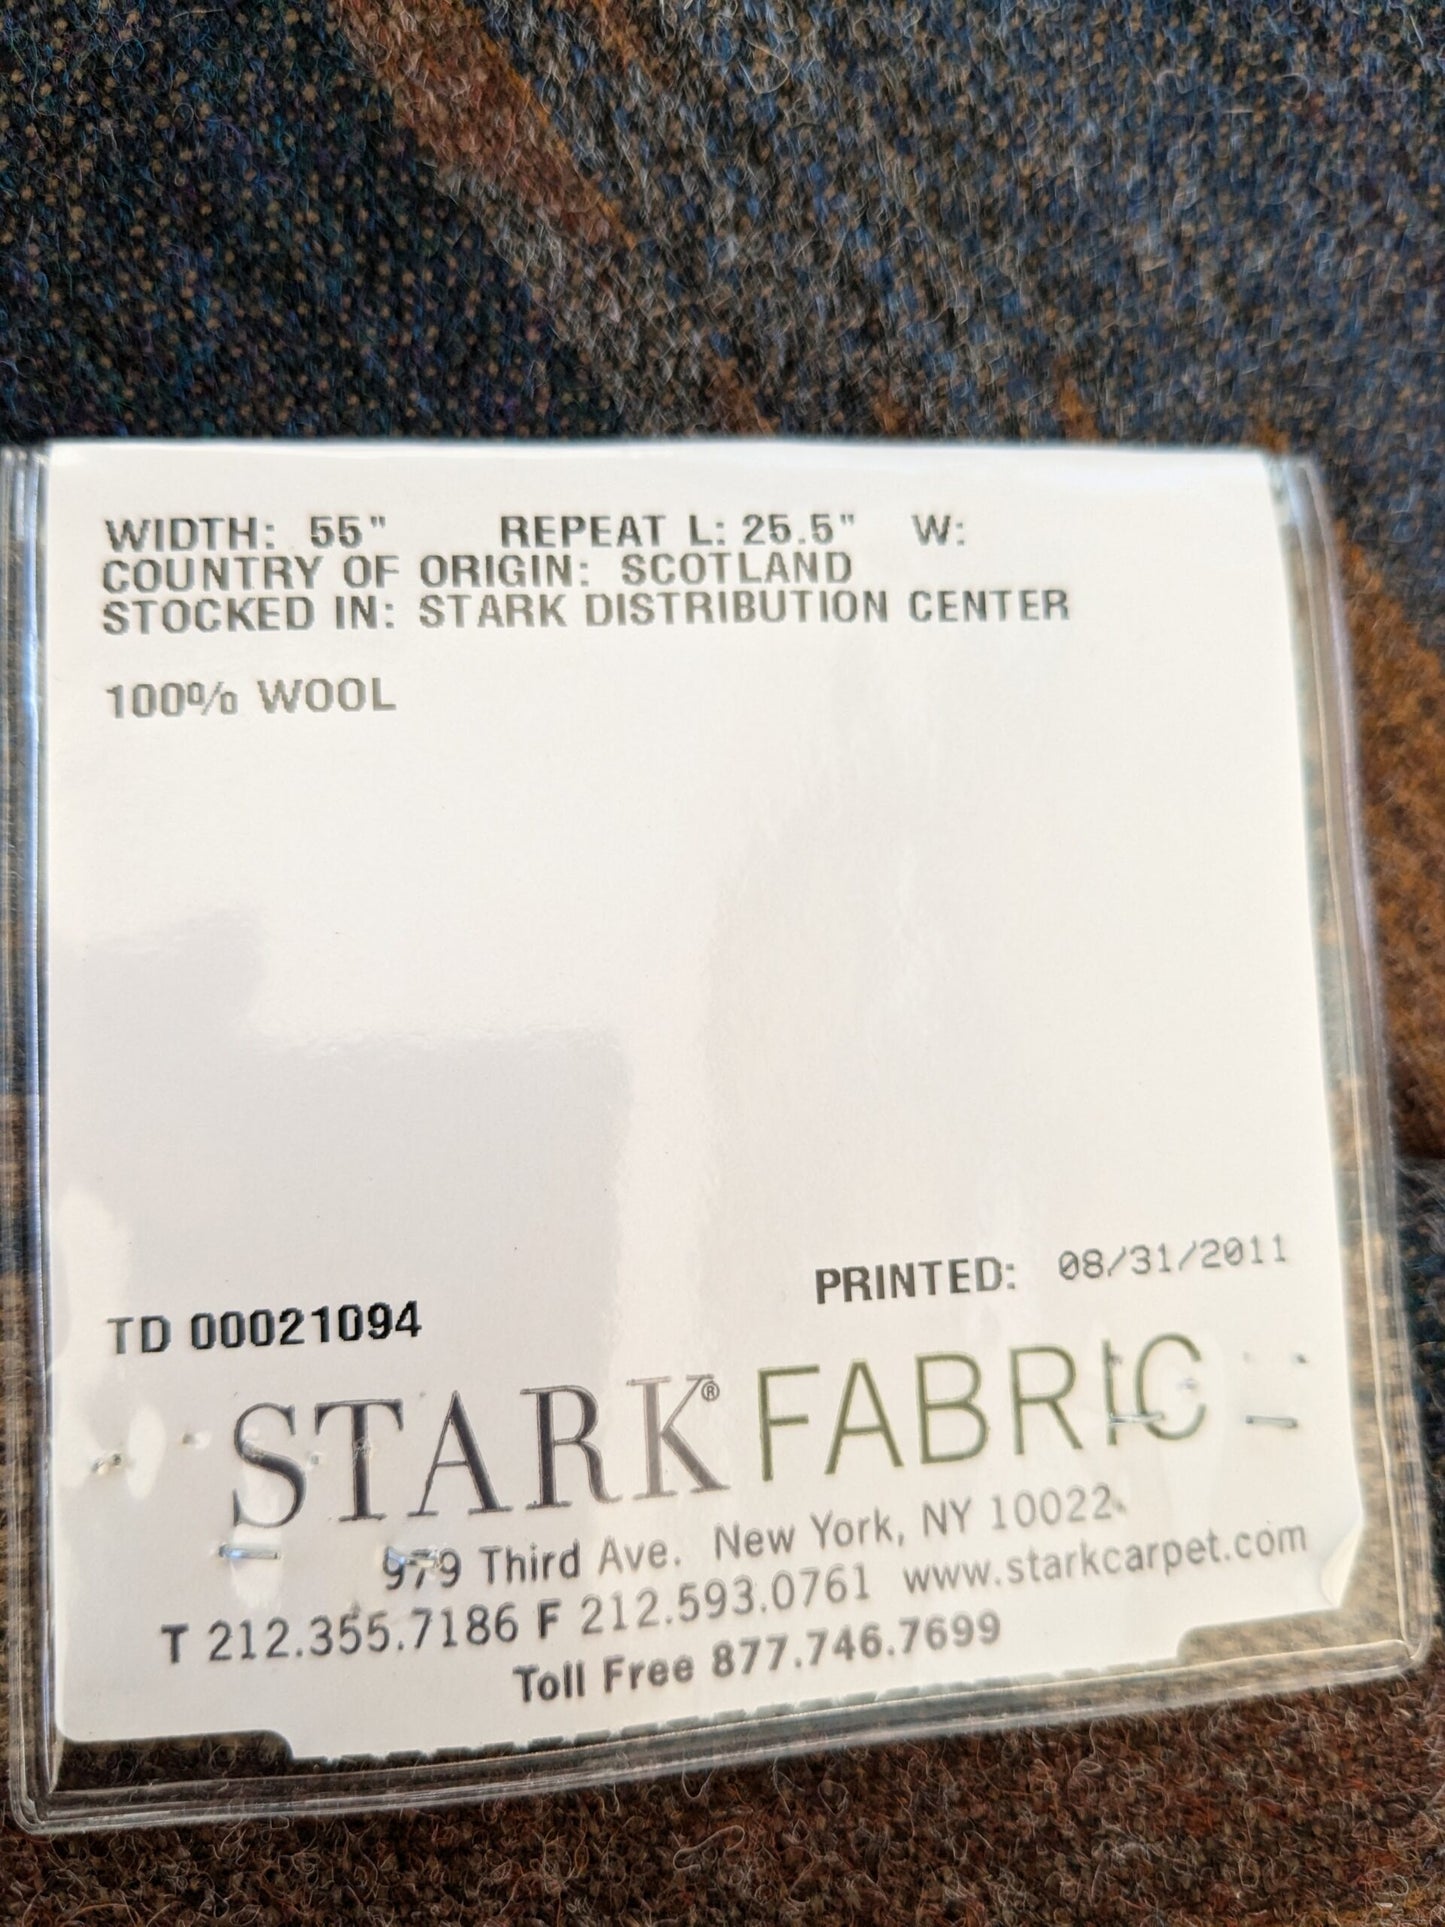 WIDTH: 55" REPEAT L: 25.5" W:
COUNTRY OF ORIGIN: SCOTLAND
STOCKED IN: STARK DISTRIBUTION CENTER
100% WOOL
PRINTED: 08/31/2011
TD 00021094
STARK® FABRIC
979 Third Ave. New York, NY 10022
T 212.355.7186 F 212.593.0761 www.starkcarpet.com
Toll Free 877.746.7699